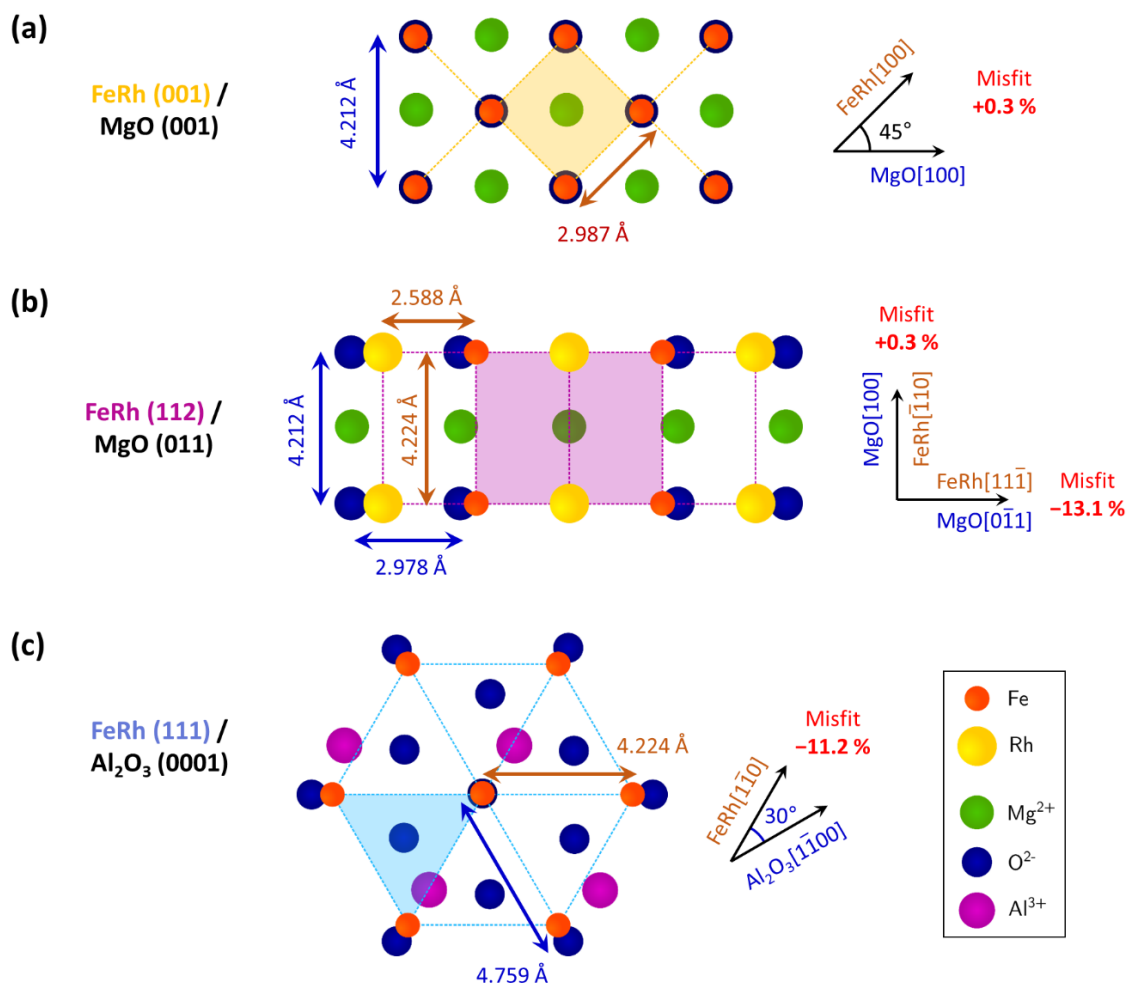 (a)
FeRh (001) /
MgO (001)
4.212 Å
2.987 Å
FeRh[100]
45°
MgO[100]
Misfit
+0.3 %
(b)
FeRh (112) /
MgO (011)
2.588 Å
4.212 Å
4.224 Å
2.978 Å
Misfit
+0.3 %
MgO[100]
FeRh[1̅10]
FeRh[111̅]
MgO[01̅1]
Misfit
−13.1 %
(c)
FeRh (111) /
Al₂O₃ (0001)
4.224 Å
4.759 Å
Misfit
−11.2 %
FeRh[11̅0]
30°
Al₂O₃[11̅00]
Fe
Rh
Mg²⁺
O²⁻
Al³⁺